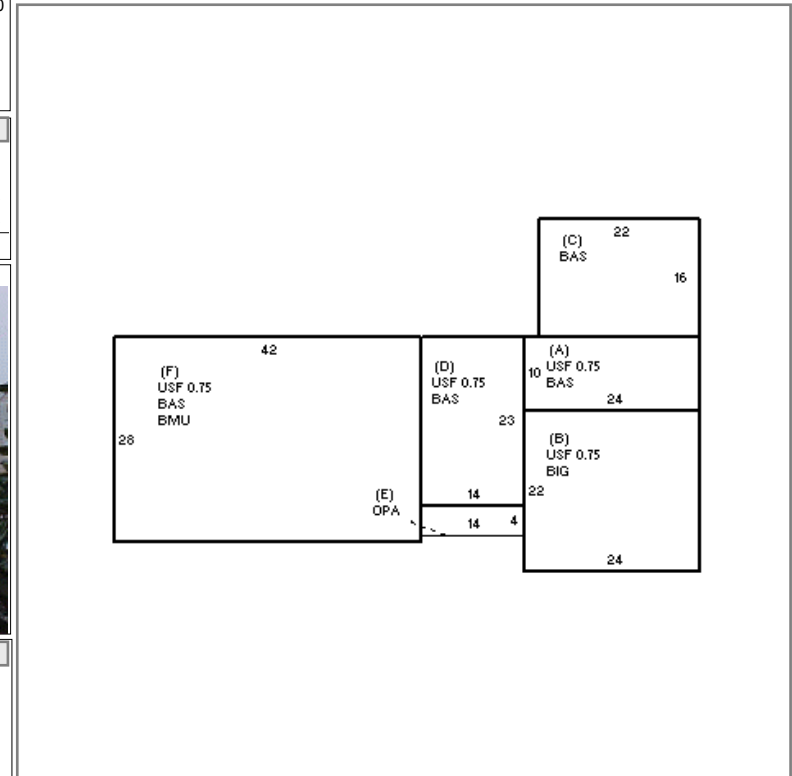 22
(C)
BAS
16
42
(F)
USF 0.75
BAS
BMU
28
(D)
USF 0.75
BAS
23
(A)
10 USF 0.75
BAS
24
(B)
USF 0.75
BIG
22
24
(E)
OPA
14
14
4